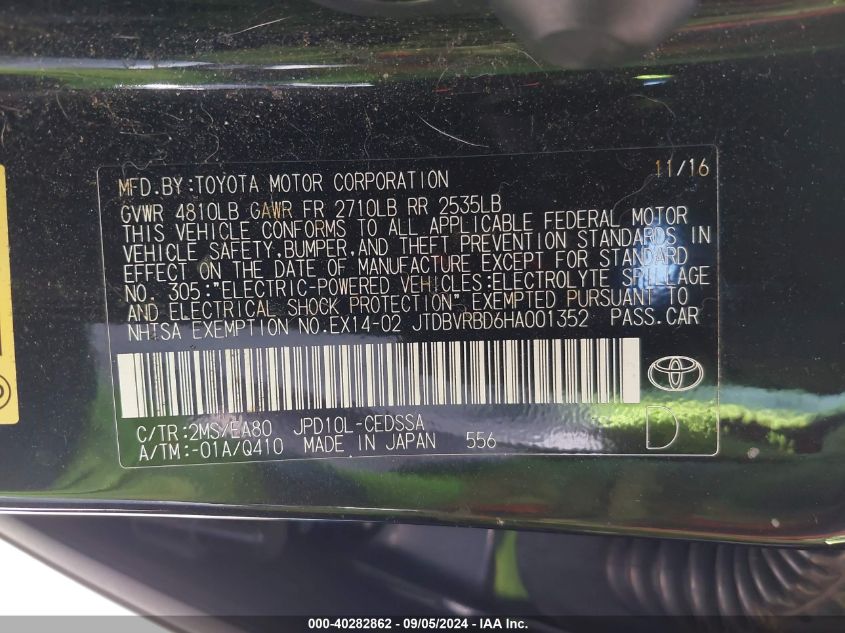 MFD.BY:TOYOTA MOTOR CORPORATION 11/16
GVWR 4810LB GAWR FR 2710LB RR 2535LB
THIS VEHICLE CONFORMS TO ALL APPLICABLE FEDERAL MOTOR
VEHICLE SAFETY,BUMPER,AND THEFT PREVENTION STANDARDS IN
EFFECT ON THE DATE OF MANUFACTURE EXCEPT FOR STANDARD
NO. 305:"ELECTRIC-POWERED VEHICLES:ELECTROLYTE SPILLAGE
AND ELECTRICAL SHOCK PROTECTION", EXEMPTED PURSUANT TO
NHTSA EXEMPTION NO.EX14-02 JTDBVRBD6HA001352 PASS.CAR
C/TR:2MS/EA80 JPD10L-CEDSSA
A/TM:-01A/Q410 MADE IN JAPAN 556
D
000-40282862 - 09/05/2024 - IAA Inc.